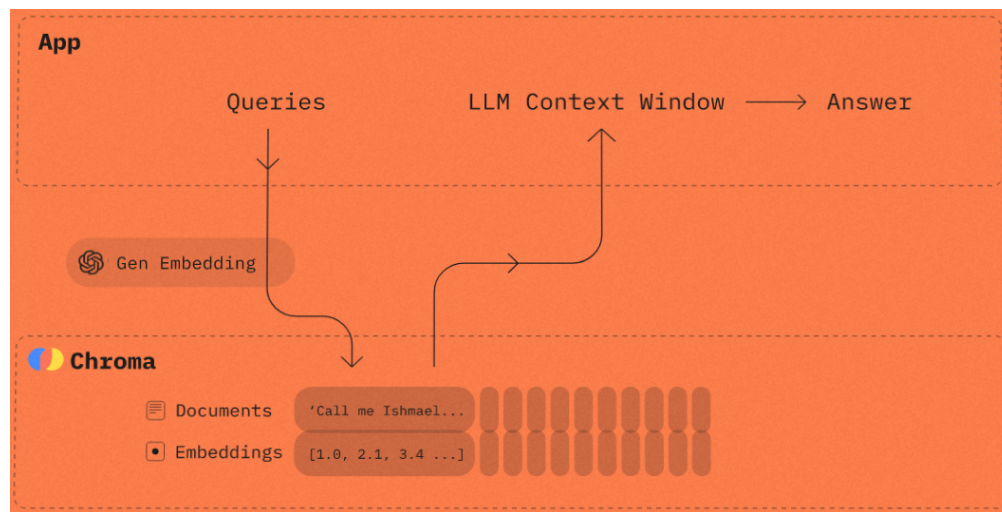 App
Queries
LLM Context Window
Answer
Gen Embedding
Chroma
Documents
‘Call me Ishmael...
Embeddings
[1.0, 2.1, 3.4 ...]